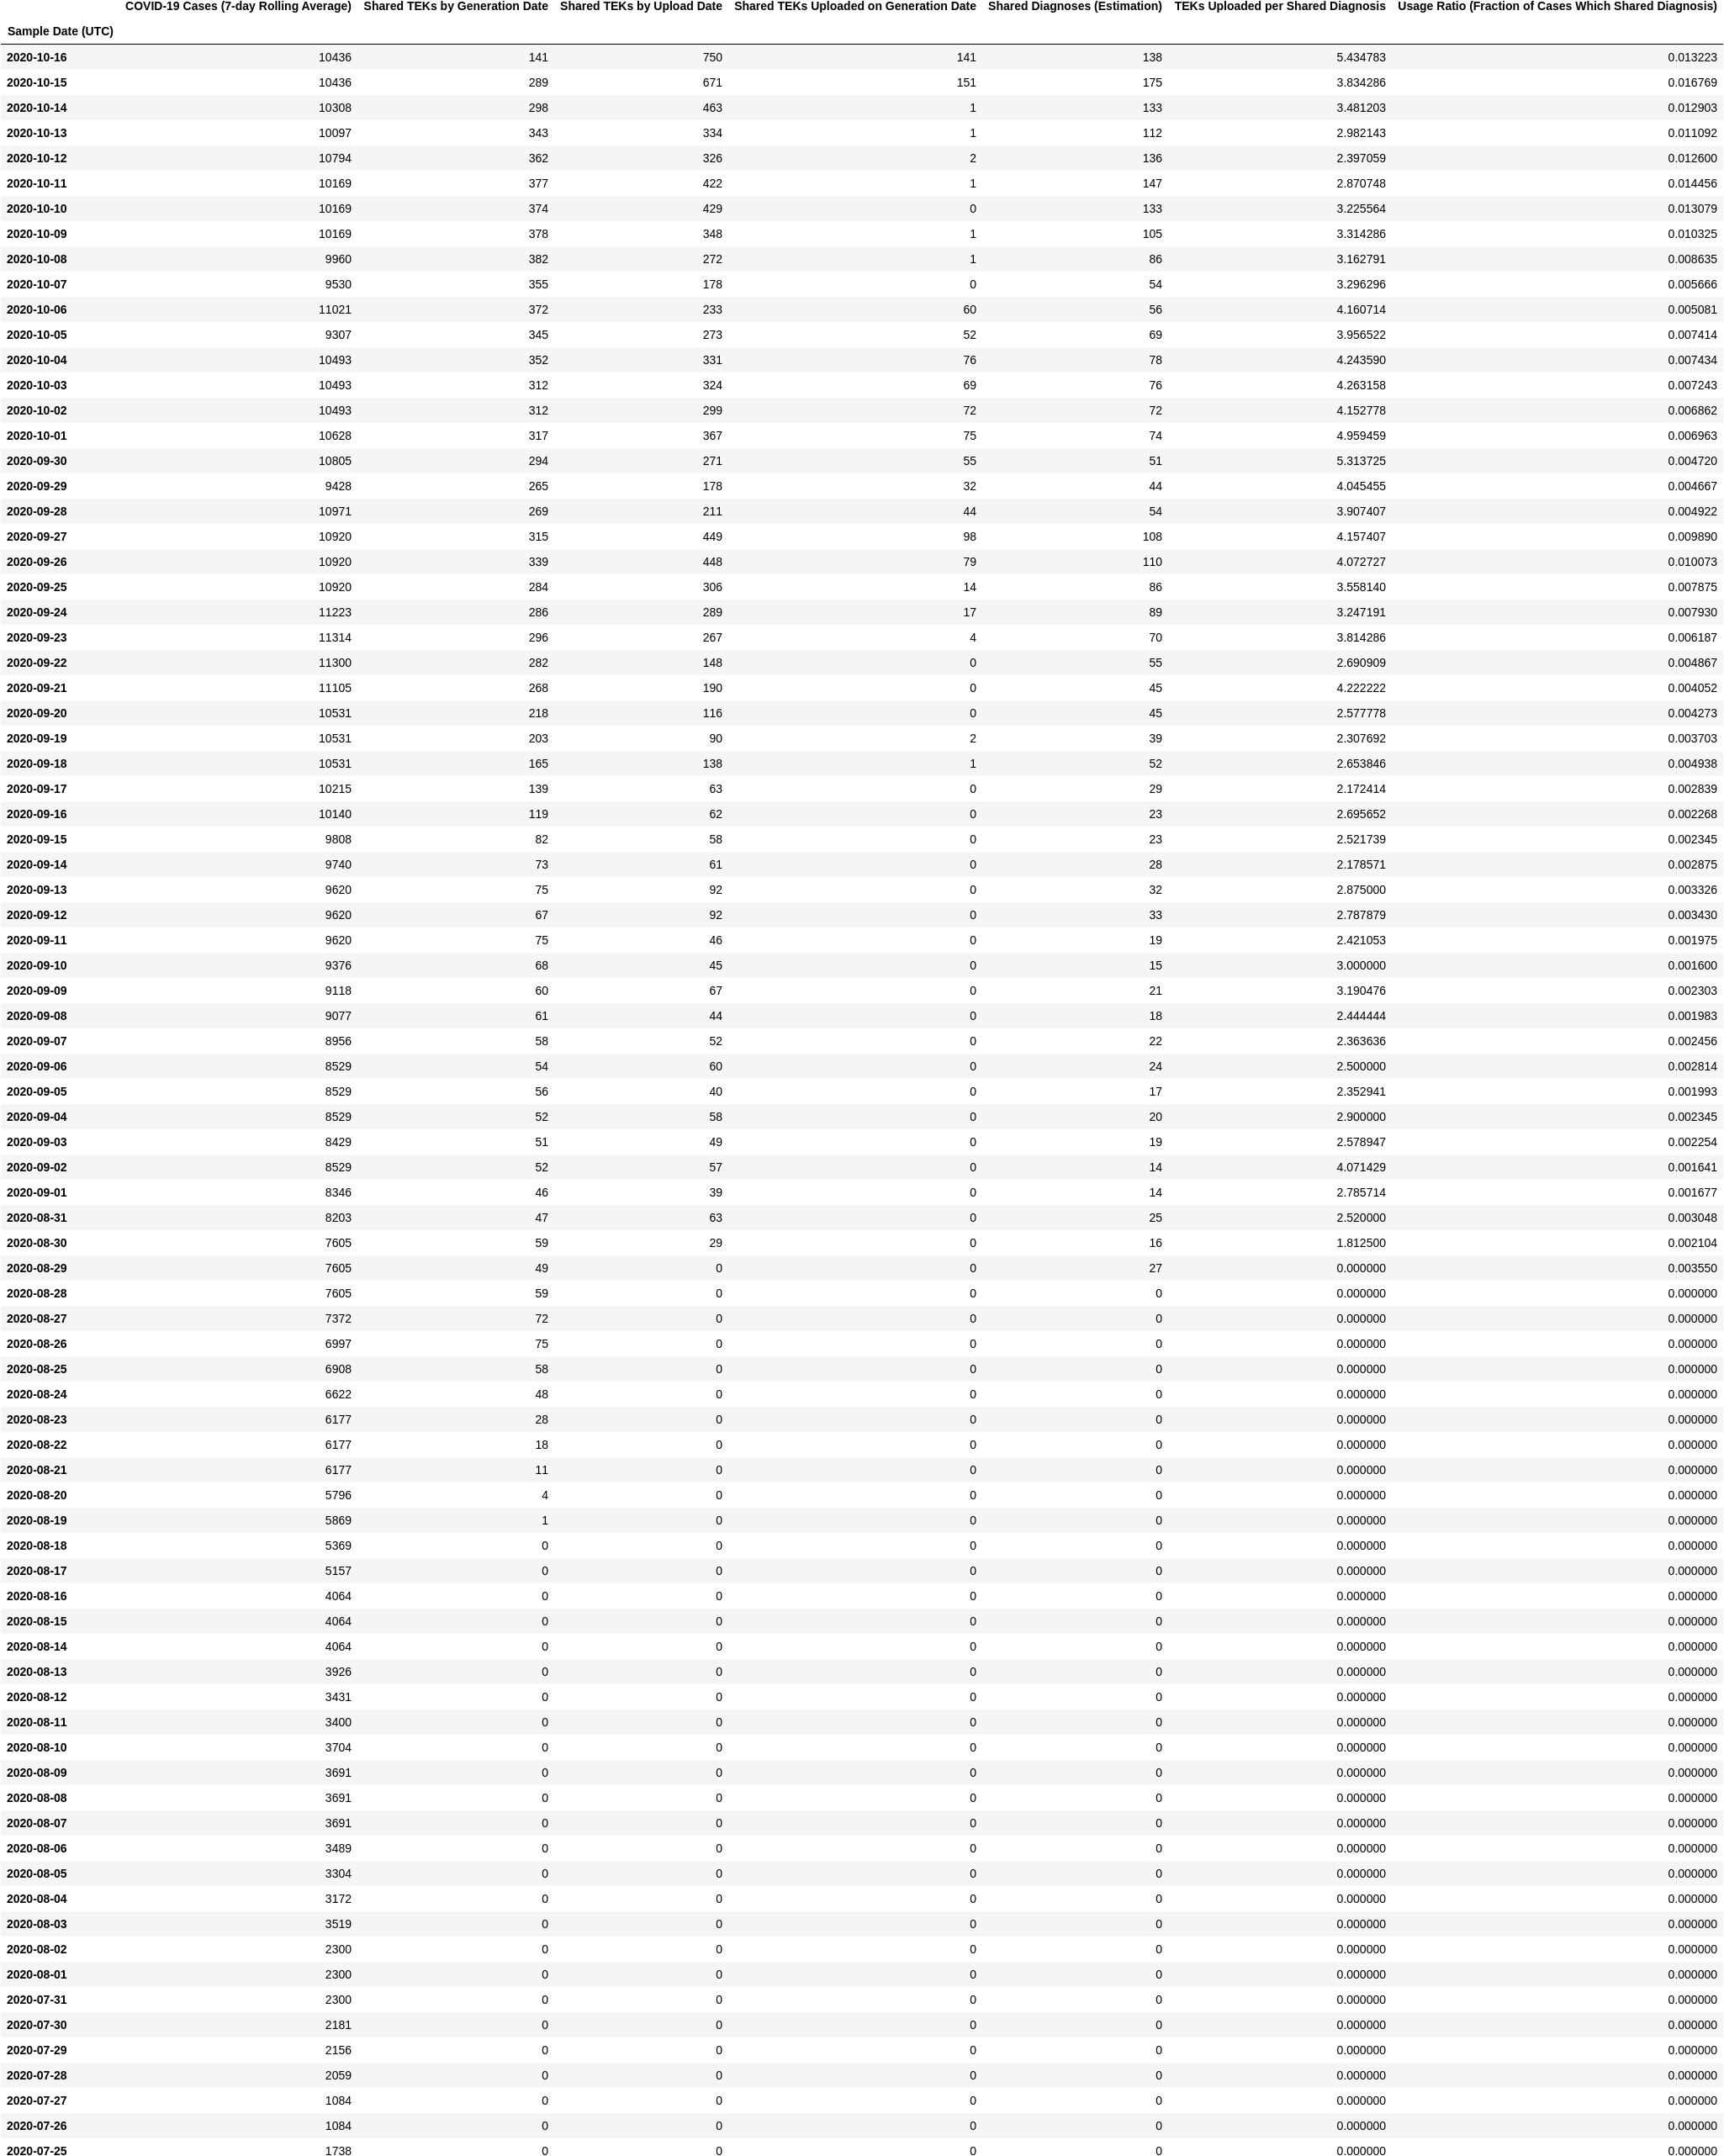 COVID-19 Cases (7-day Rolling Average) Shared TEKs by Generation Date Shared TEKs by Upload Date Shared TEKs Uploaded on Generation Date Shared Diagnoses (Estimation) TEKs Uploaded per Shared Diagnosis Usage Ratio (Fraction of Cases Which Shared Diagnosis)
Sample Date (UTC)
2020-10-16 10436 141 750 141 138 5.434783 0.013223
2020-10-15 10436 289 671 151 175 3.834286 0.016769
2020-10-14 10308 298 463 1 133 3.481203 0.012903
2020-10-13 10097 343 334 1 112 2.982143 0.011092
2020-10-12 10794 362 326 2 136 2.397059 0.012600
2020-10-11 10169 377 422 1 147 2.870748 0.014456
2020-10-10 10169 374 429 0 133 3.225564 0.013079
2020-10-09 10169 378 348 1 105 3.314286 0.010325
2020-10-08 9960 382 272 1 86 3.162791 0.008635
2020-10-07 9530 355 178 0 54 3.296296 0.005666
2020-10-06 11021 372 233 60 56 4.160714 0.005081
2020-10-05 9307 345 273 52 69 3.956522 0.007414
2020-10-04 10493 352 331 76 78 4.243590 0.007434
2020-10-03 10493 312 324 69 76 4.263158 0.007243
2020-10-02 10493 312 299 72 72 4.152778 0.006862
2020-10-01 10628 317 367 75 74 4.959459 0.006963
2020-09-30 10805 294 271 55 51 5.313725 0.004720
2020-09-29 9428 265 178 32 44 4.045455 0.004667
2020-09-28 10971 269 211 44 54 3.907407 0.004922
2020-09-27 10920 315 449 98 108 4.157407 0.009890
2020-09-26 10920 339 448 79 110 4.072727 0.010073
2020-09-25 10920 284 306 14 86 3.558140 0.007875
2020-09-24 11223 286 289 17 89 3.247191 0.007930
2020-09-23 11314 296 267 4 70 3.814286 0.006187
2020-09-22 11300 282 148 0 55 2.690909 0.004867
2020-09-21 11105 268 190 0 45 4.222222 0.004052
2020-09-20 10531 218 116 0 45 2.577778 0.004273
2020-09-19 10531 203 90 2 39 2.307692 0.003703
2020-09-18 10531 165 138 1 52 2.653846 0.004938
2020-09-17 10215 139 63 0 29 2.172414 0.002839
2020-09-16 10140 119 62 0 23 2.695652 0.002268
2020-09-15 9808 82 58 0 23 2.521739 0.002345
2020-09-14 9740 73 61 0 28 2.178571 0.002875
2020-09-13 9620 75 92 0 32 2.875000 0.003326
2020-09-12 9620 67 92 0 33 2.787879 0.003430
2020-09-11 9620 75 46 0 19 2.421053 0.001975
2020-09-10 9376 68 45 0 15 3.000000 0.001600
2020-09-09 9118 60 67 0 21 3.190476 0.002303
2020-09-08 9077 61 44 0 18 2.444444 0.001983
2020-09-07 8956 58 52 0 22 2.363636 0.002456
2020-09-06 8529 54 60 0 24 2.500000 0.002814
2020-09-05 8529 56 40 0 17 2.352941 0.001993
2020-09-04 8529 52 58 0 20 2.900000 0.002345
2020-09-03 8429 51 49 0 19 2.578947 0.002254
2020-09-02 8529 52 57 0 14 4.071429 0.001641
2020-09-01 8346 46 39 0 14 2.785714 0.001677
2020-08-31 8203 47 63 0 25 2.520000 0.003048
2020-08-30 7605 59 29 0 16 1.812500 0.002104
2020-08-29 7605 49 0 0 27 0.000000 0.003550
2020-08-28 7605 59 0 0 0 0.000000 0.000000
2020-08-27 7372 72 0 0 0 0.000000 0.000000
2020-08-26 6997 75 0 0 0 0.000000 0.000000
2020-08-25 6908 58 0 0 0 0.000000 0.000000
2020-08-24 6622 48 0 0 0 0.000000 0.000000
2020-08-23 6177 28 0 0 0 0.000000 0.000000
2020-08-22 6177 18 0 0 0 0.000000 0.000000
2020-08-21 6177 11 0 0 0 0.000000 0.000000
2020-08-20 5796 4 0 0 0 0.000000 0.000000
2020-08-19 5869 1 0 0 0 0.000000 0.000000
2020-08-18 5369 0 0 0 0 0.000000 0.000000
2020-08-17 5157 0 0 0 0 0.000000 0.000000
2020-08-16 4064 0 0 0 0 0.000000 0.000000
2020-08-15 4064 0 0 0 0 0.000000 0.000000
2020-08-14 4064 0 0 0 0 0.000000 0.000000
2020-08-13 3926 0 0 0 0 0.000000 0.000000
2020-08-12 3431 0 0 0 0 0.000000 0.000000
2020-08-11 3400 0 0 0 0 0.000000 0.000000
2020-08-10 3704 0 0 0 0 0.000000 0.000000
2020-08-09 3691 0 0 0 0 0.000000 0.000000
2020-08-08 3691 0 0 0 0 0.000000 0.000000
2020-08-07 3691 0 0 0 0 0.000000 0.000000
2020-08-06 3489 0 0 0 0 0.000000 0.000000
2020-08-05 3304 0 0 0 0 0.000000 0.000000
2020-08-04 3172 0 0 0 0 0.000000 0.000000
2020-08-03 3519 0 0 0 0 0.000000 0.000000
2020-08-02 2300 0 0 0 0 0.000000 0.000000
2020-08-01 2300 0 0 0 0 0.000000 0.000000
2020-07-31 2300 0 0 0 0 0.000000 0.000000
2020-07-30 2181 0 0 0 0 0.000000 0.000000
2020-07-29 2156 0 0 0 0 0.000000 0.000000
2020-07-28 2059 0 0 0 0 0.000000 0.000000
2020-07-27 1084 0 0 0 0 0.000000 0.000000
2020-07-26 1084 0 0 0 0 0.000000 0.000000
2020-07-25 1738 0 0 0 0 0.000000 0.000000